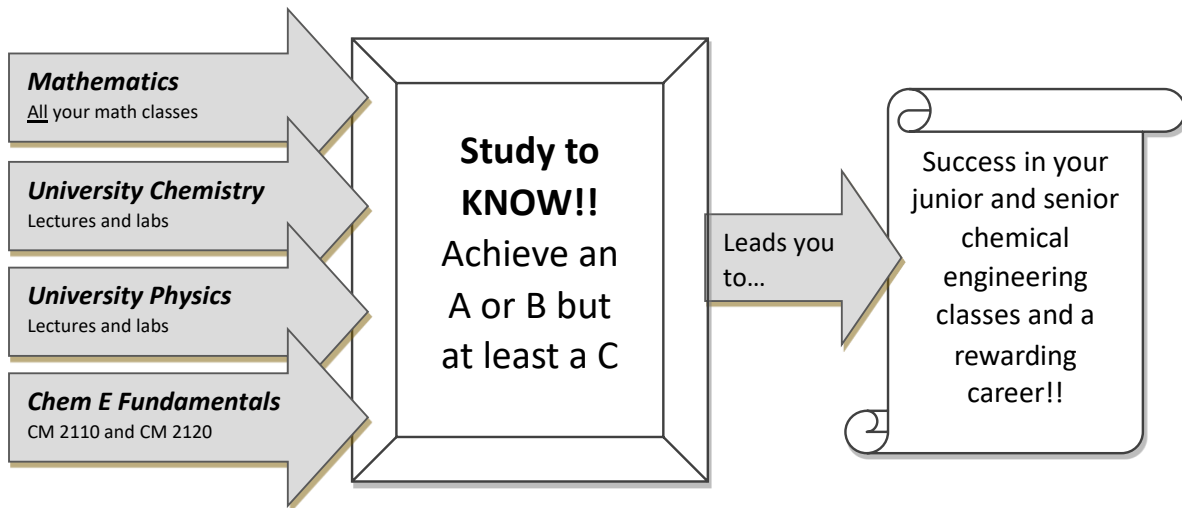 Mathematics
All your math classes
University Chemistry
Lectures and labs
University Physics
Lectures and labs
Chem E Fundamentals
CM 2110 and CM 2120
Study to
KNOW!!
Achieve an
A or B but
at least a C
Leads you
to…
Success in your
junior and senior
chemical
engineering
classes and a
rewarding
career!!